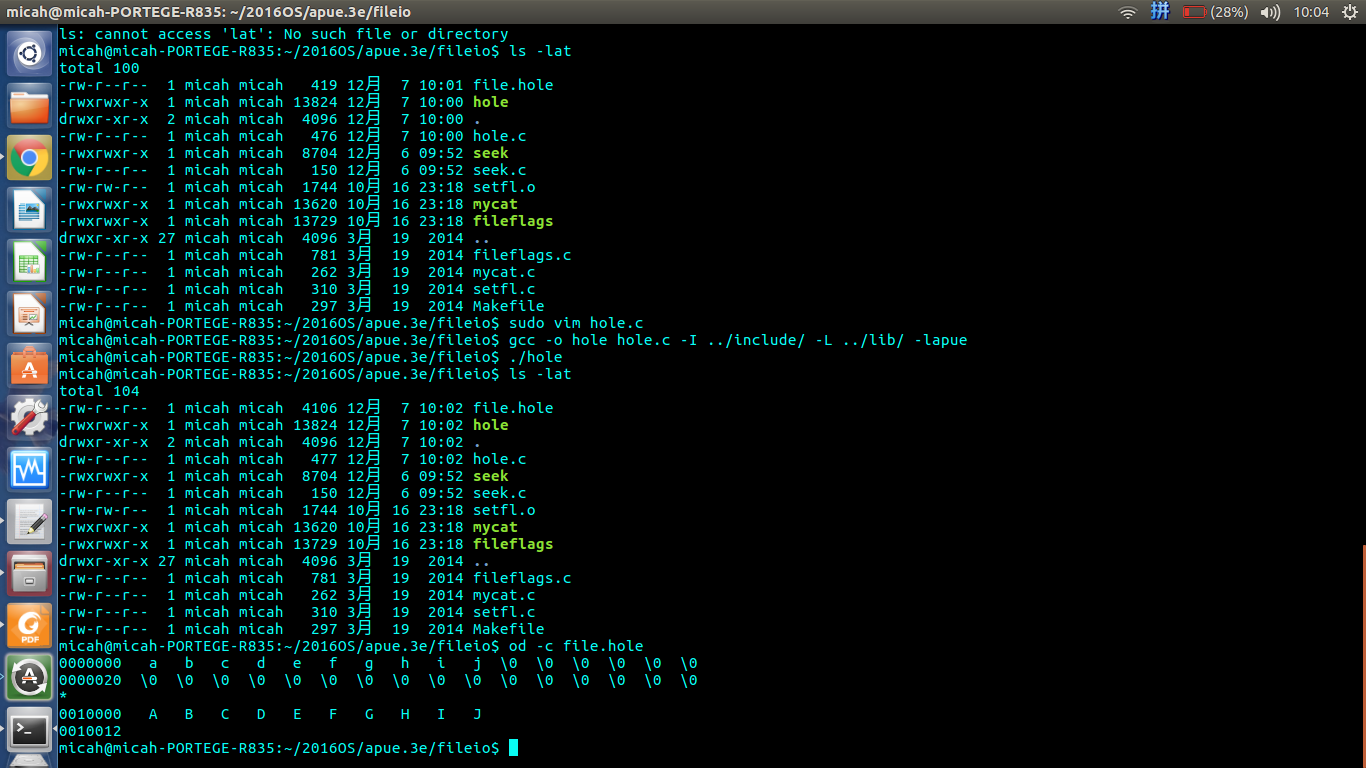 micah@micah-PORTEGE-R835: ~/2016OS/apue.3e/fileio 拼 (28%) 10:04
ls: cannot access 'lat': No such file or directory
micah@micah-PORTEGE-R835:~/2016OS/apue.3e/fileio$ ls -lat
total 100
-rw-r--r--  1 micah micah   419 12月  7 10:01 file.hole
-rwxrwxr-x  1 micah micah 13824 12月  7 10:00 hole
drwxr-xr-x  2 micah micah  4096 12月  7 10:00 .
-rw-r--r--  1 micah micah   476 12月  7 10:00 hole.c
-rwxrwxr-x  1 micah micah  8704 12月  6 09:52 seek
-rw-r--r--  1 micah micah   150 12月  6 09:52 seek.c
-rw-rw-r--  1 micah micah  1744 10月 16 23:18 setfl.o
-rwxrwxr-x  1 micah micah 13620 10月 16 23:18 mycat
-rwxrwxr-x  1 micah micah 13729 10月 16 23:18 fileflags
drwxr-xr-x 27 micah micah  4096 3月  19  2014 ..
-rw-r--r--  1 micah micah   781 3月  19  2014 fileflags.c
-rw-r--r--  1 micah micah   262 3月  19  2014 mycat.c
-rw-r--r--  1 micah micah   310 3月  19  2014 setfl.c
-rw-r--r--  1 micah micah   297 3月  19  2014 Makefile
micah@micah-PORTEGE-R835:~/2016OS/apue.3e/fileio$ sudo vim hole.c
micah@micah-PORTEGE-R835:~/2016OS/apue.3e/fileio$ gcc -o hole hole.c -I ../include/ -L ../lib/ -lapue
micah@micah-PORTEGE-R835:~/2016OS/apue.3e/fileio$ ./hole
micah@micah-PORTEGE-R835:~/2016OS/apue.3e/fileio$ ls -lat
total 104
-rw-r--r--  1 micah micah  4106 12月  7 10:02 file.hole
-rwxrwxr-x  1 micah micah 13824 12月  7 10:02 hole
drwxr-xr-x  2 micah micah  4096 12月  7 10:02 .
-rw-r--r--  1 micah micah   477 12月  7 10:02 hole.c
-rwxrwxr-x  1 micah micah  8704 12月  6 09:52 seek
-rw-r--r--  1 micah micah   150 12月  6 09:52 seek.c
-rw-rw-r--  1 micah micah  1744 10月 16 23:18 setfl.o
-rwxrwxr-x  1 micah micah 13620 10月 16 23:18 mycat
-rwxrwxr-x  1 micah micah 13729 10月 16 23:18 fileflags
drwxr-xr-x 27 micah micah  4096 3月  19  2014 ..
-rw-r--r--  1 micah micah   781 3月  19  2014 fileflags.c
-rw-r--r--  1 micah micah   262 3月  19  2014 mycat.c
-rw-r--r--  1 micah micah   310 3月  19  2014 setfl.c
-rw-r--r--  1 micah micah   297 3月  19  2014 Makefile
micah@micah-PORTEGE-R835:~/2016OS/apue.3e/fileio$ od -c file.hole
0000000   a   b   c   d   e   f   g   h   i   j  \0  \0  \0  \0  \0  \0
0000020  \0  \0  \0  \0  \0  \0  \0  \0  \0  \0  \0  \0  \0  \0  \0  \0
*
0010000   A   B   C   D   E   F   G   H   I   J
0010012
micah@micah-PORTEGE-R835:~/2016OS/apue.3e/fileio$
PDF